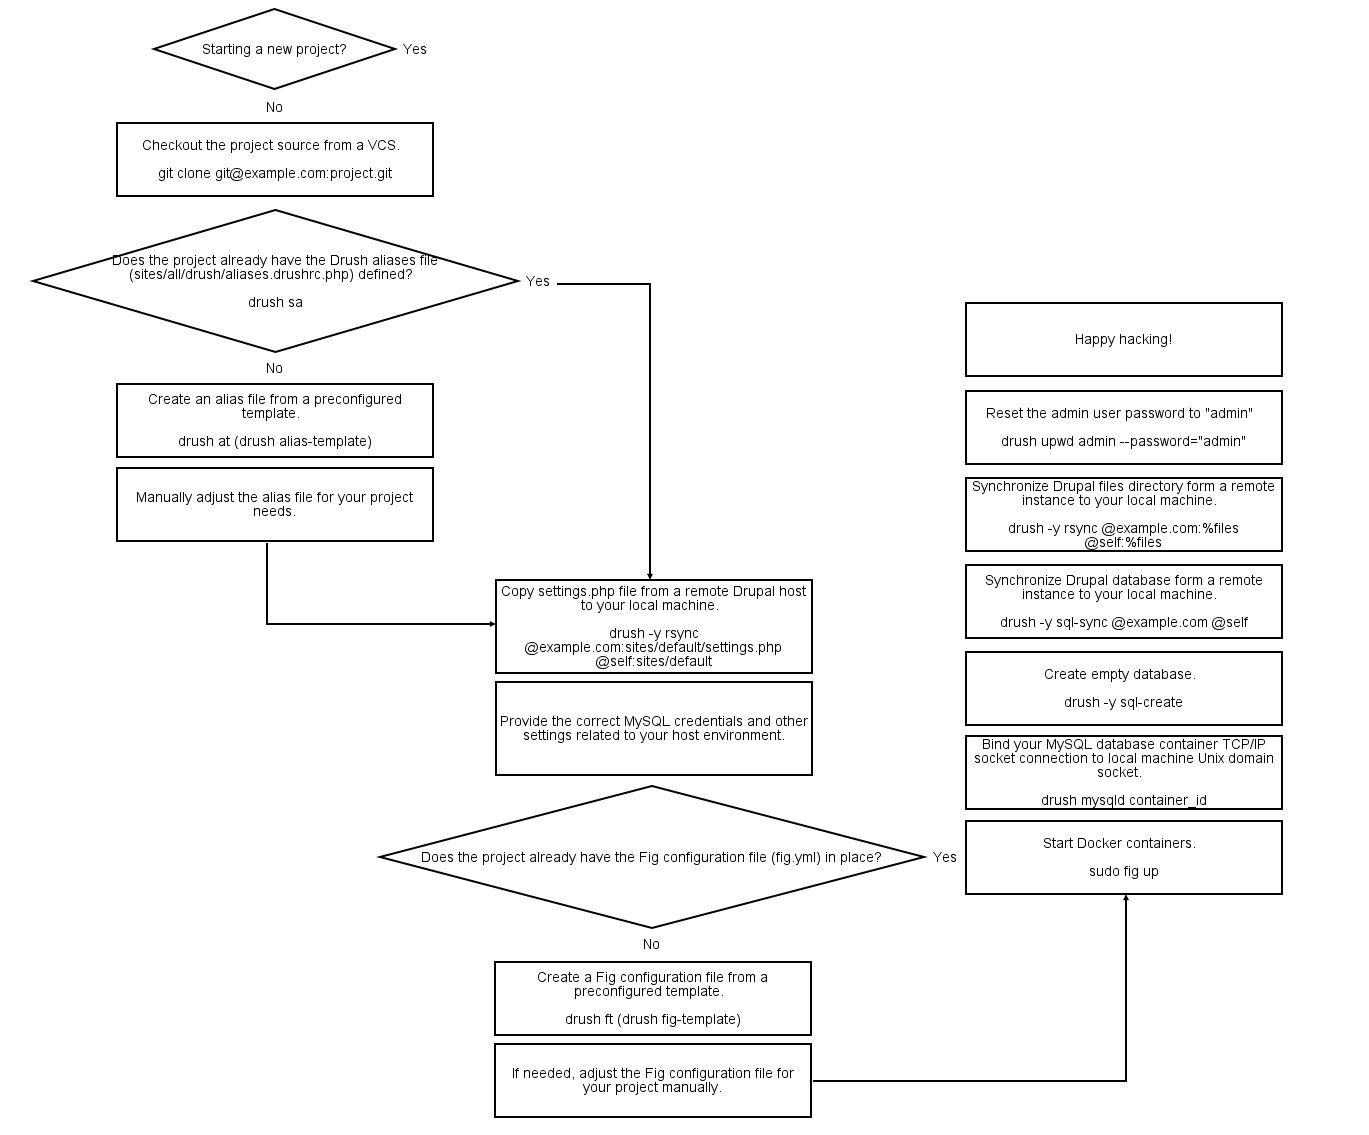 Starting a new project?
Yes
No
Checkout the project source from a VCS.
git clone git@example.com:project.git
Does the project already have the Drush aliases file
(sites/all/drush/aliases.drushrc.php) defined?
drush sa
Yes
No
Create an alias file from a preconfigured
template.
drush at (drush alias-template)
Manually adjust the alias file for your project
needs.
Copy settings.php file from a remote Drupal host
to your local machine.
drush -y rsync
@example.com:sites/default/settings.php
@self:sites/default
Provide the correct MySQL credentials and other
settings related to your host environment.
Does the project already have the Fig configuration file (fig.yml) in place?
Yes
No
Create a Fig configuration file from a
preconfigured template.
drush ft (drush fig-template)
If needed, adjust the Fig configuration file for
your project manually.
Happy hacking!
Reset the admin user password to "admin"
drush upwd admin --password="admin"
Synchronize Drupal files directory form a remote
instance to your local machine.
drush -y rsync @example.com:%files
@self:%files
Synchronize Drupal database form a remote
instance to your local machine.
drush -y sql-sync @example.com @self
Create empty database.
drush -y sql-create
Bind your MySQL database container TCP/IP
socket connection to local machine Unix domain
socket.
drush mysqld container_id
Start Docker containers.
sudo fig up